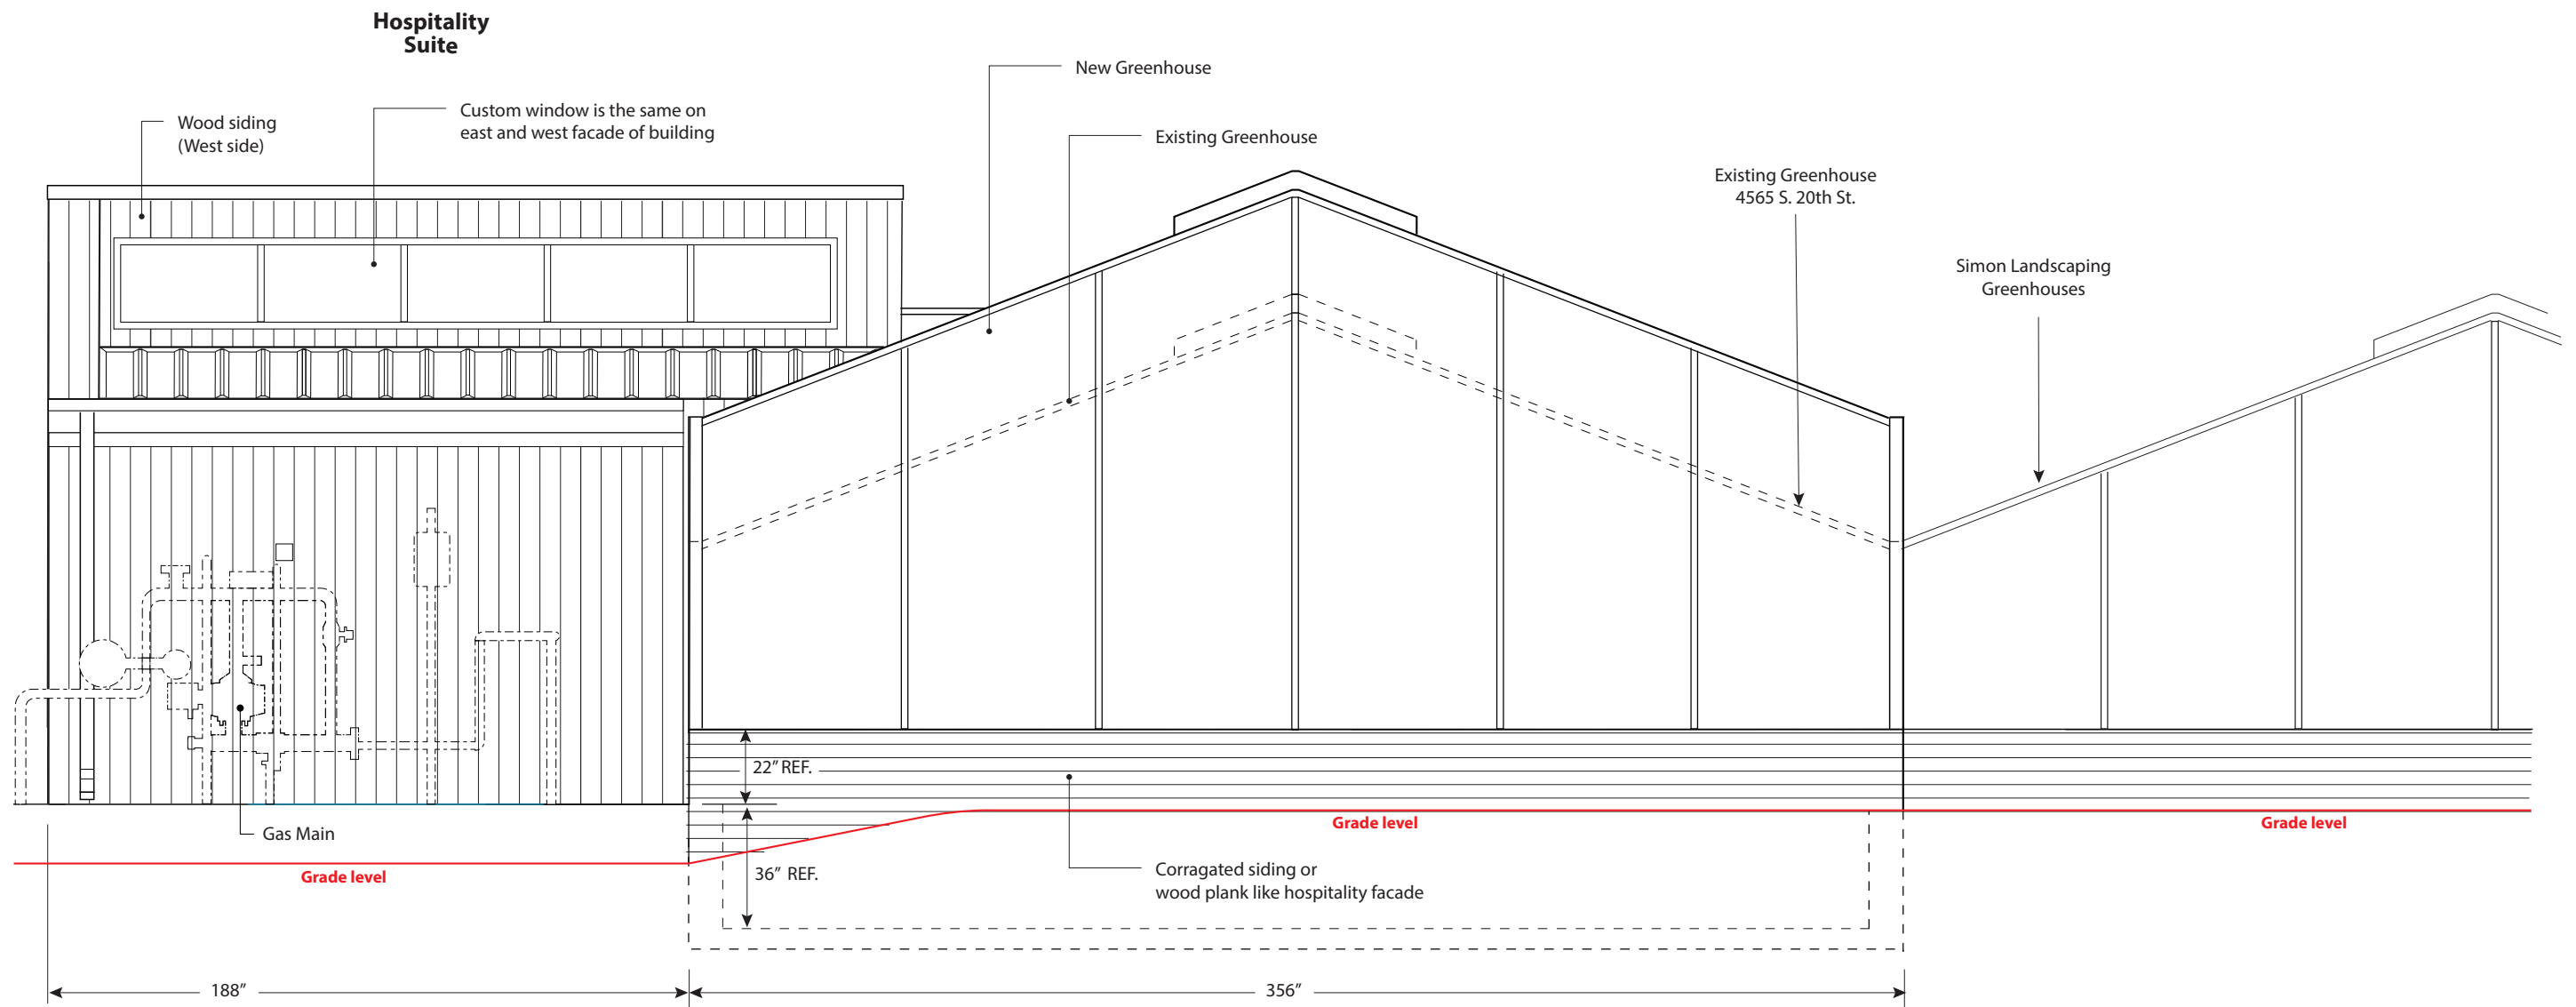 Hospitality
Suite
New Greenhouse
Wood siding
(West side)
Custom window is the same on
east and west facade of building
Existing Greenhouse
Existing Greenhouse
4565 S. 20th St.
Simon Landscaping
Greenhouses
22” REF.
Gas Main
Grade level
Grade level
Grade level
36” REF.
Corragated siding or
wood plank like hospitality facade
188”
356”